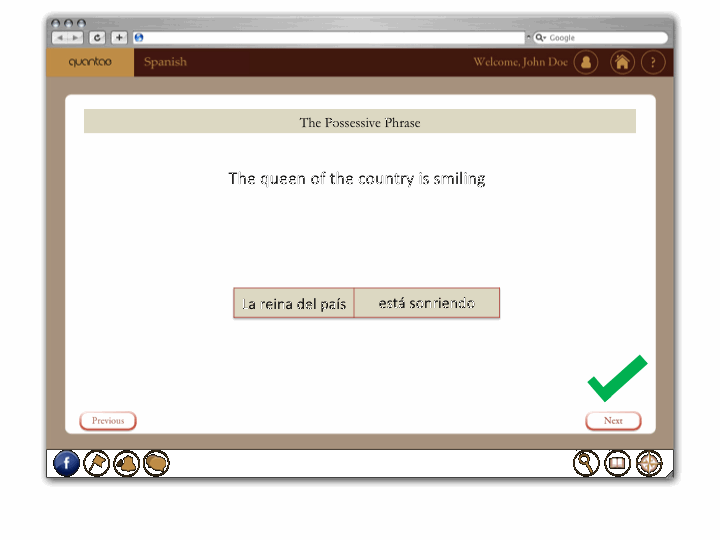 Google
quantao
Spanish
Welcome, John Doe
?
The Possessive Phrase
The queen of the country is smiling
La reina del país
está sonriendo
Previous
Next
f